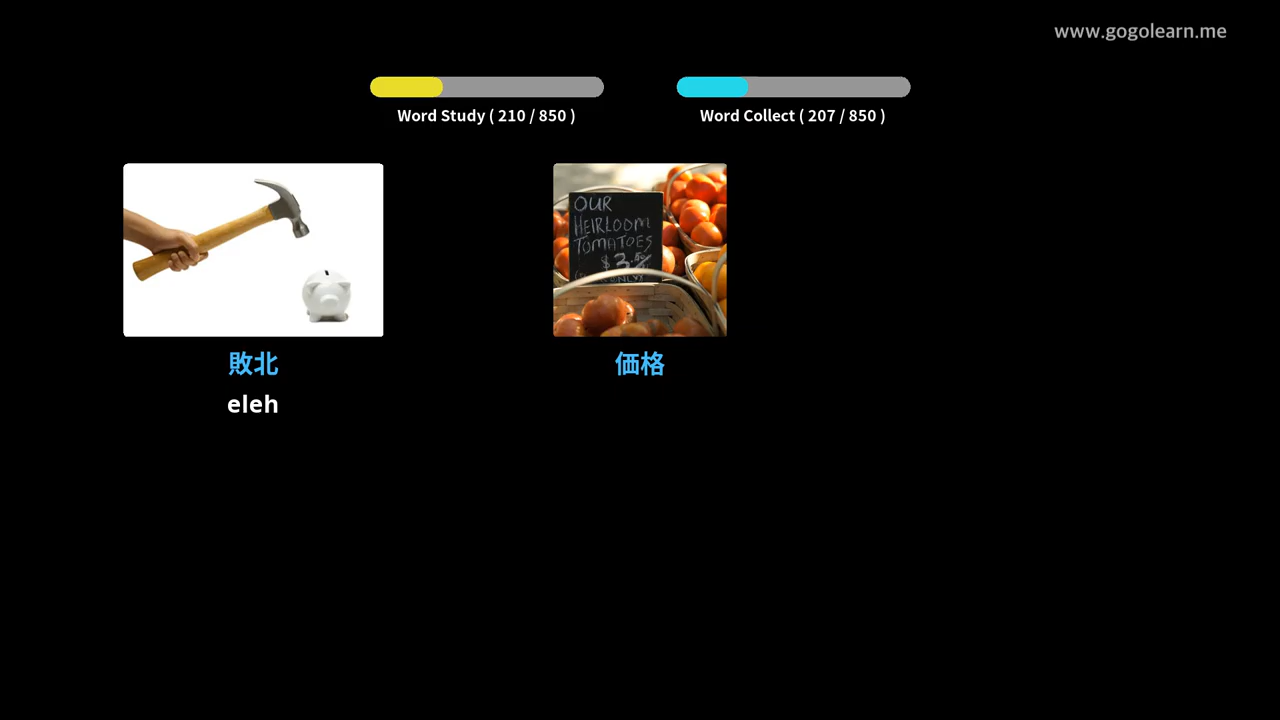 www.gogolearn.me
Word Study ( 210 / 850 )
Word Collect ( 207 / 850 )
OUR
HEIRLOOM
TOMATOES
敗北
価格
eleh